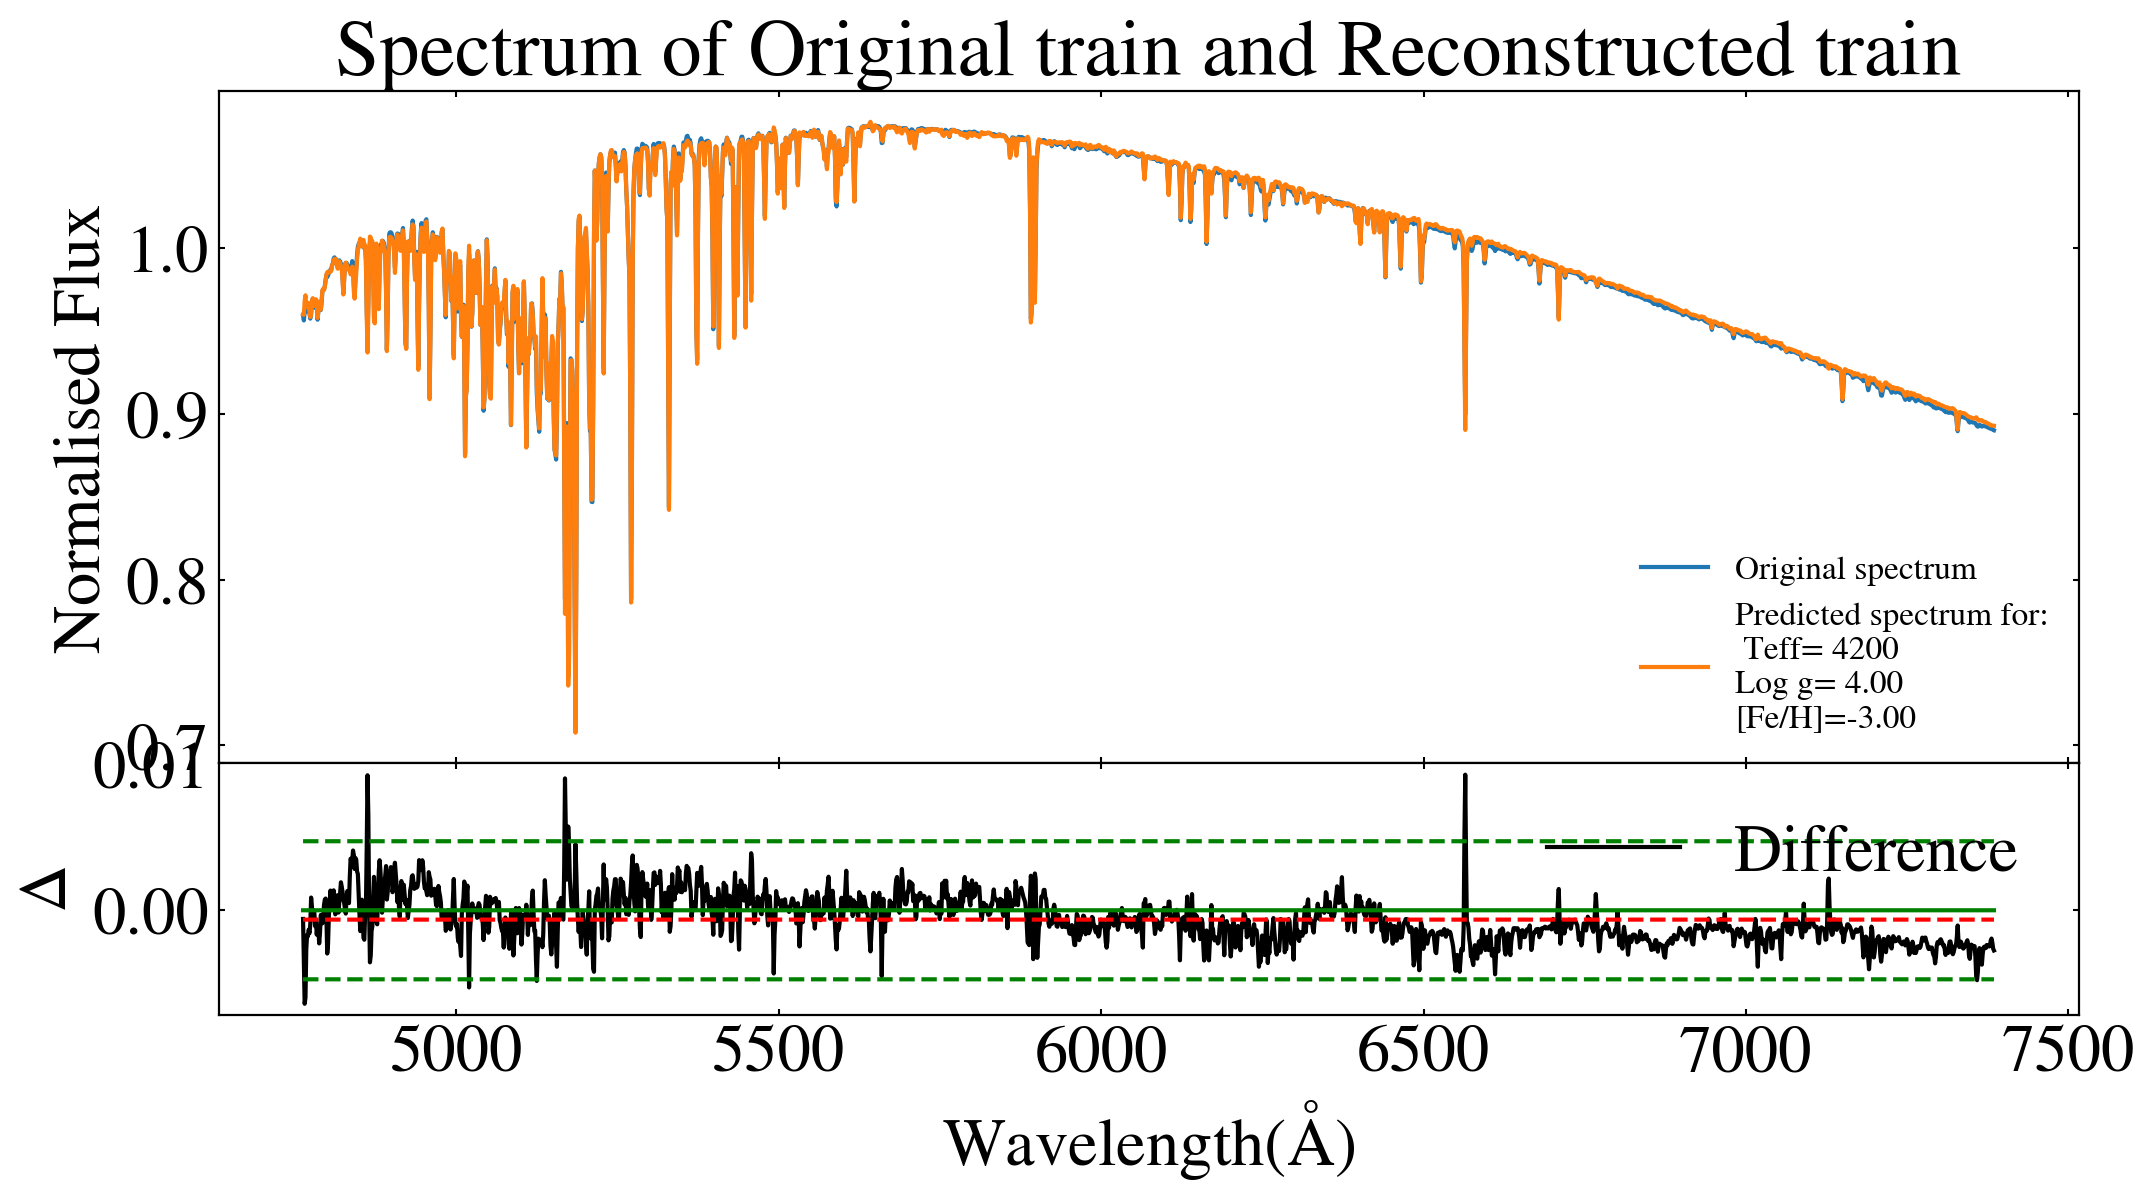 Spectrum of Original train and Reconstructed train
Normalised Flux
1.0
0.9
0.8
0.7
Original spectrum
Predicted spectrum for:
Teff= 4200
Log g= 4.00
[Fe/H]=-3.00
Δ
0.01
0.00
Difference
5000 5500 6000 6500 7000 7500
Wavelength(Å)